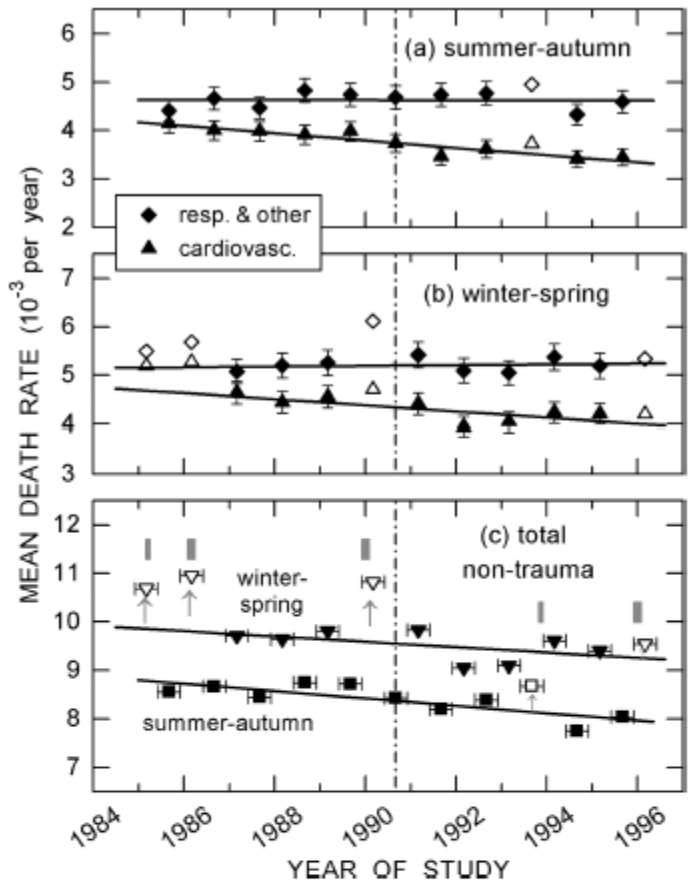 MEAN DEATH RATE (10⁻³ per year)
6
5
4
3
2
(a) summer-autumn
resp. & other
cardiovasc.
7
6
5
4
3
(b) winter-spring
12
11
10
9
8
7
(c) total
non-trauma
winter-
spring
summer-autumn
1984
1986
1988
1990
1992
1994
1996
YEAR OF STUDY